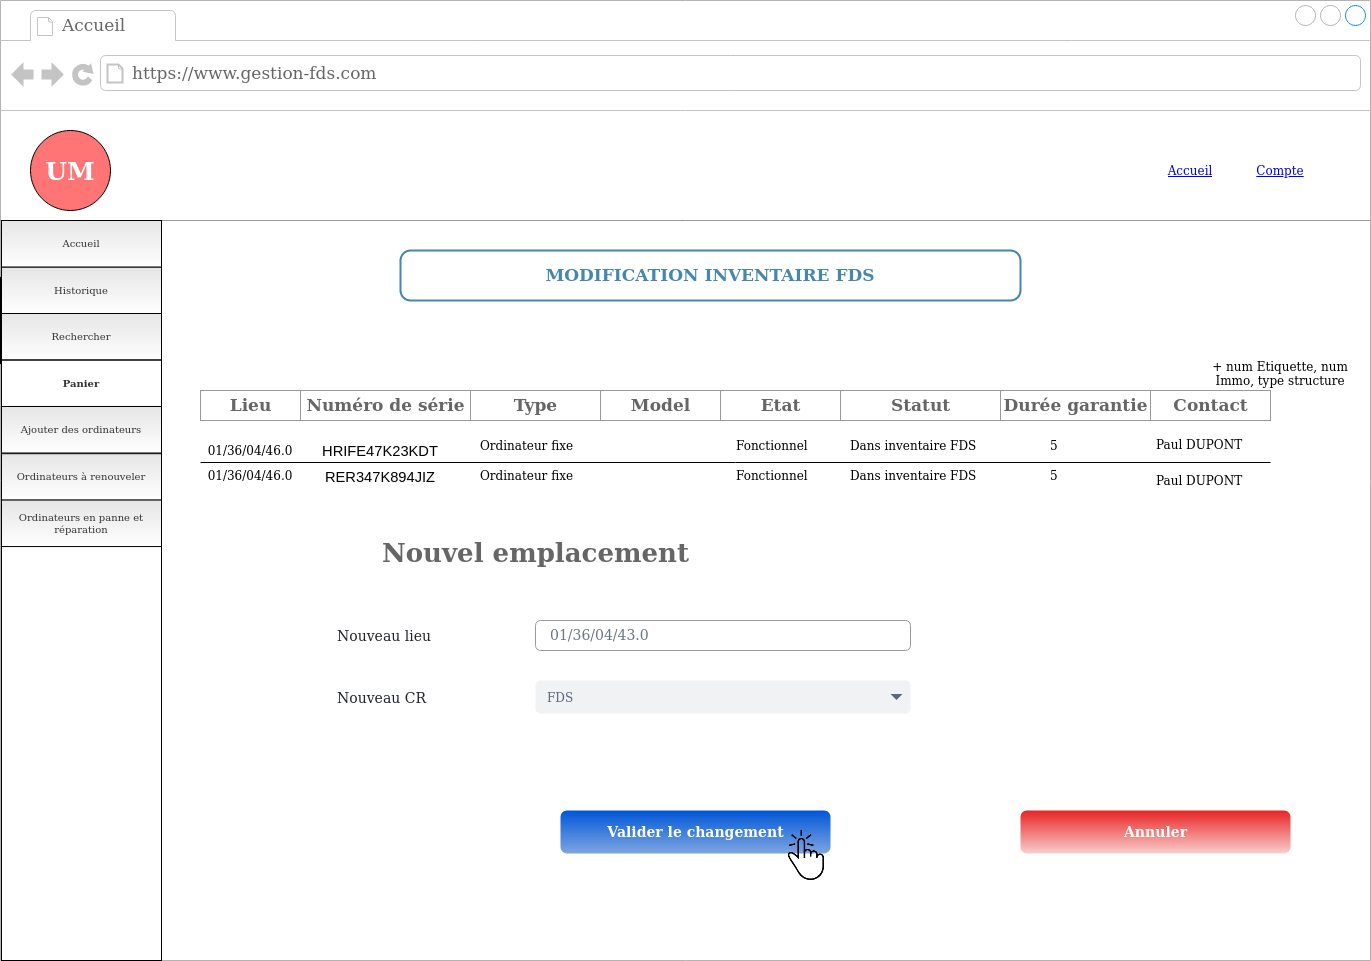 Accueil
https://www.gestion-fds.com
UM
Accueil Compte
Accueil
Historique
Rechercher
Panier
Ajouter des ordinateurs
Ordinateurs à renouveler
Ordinateurs en panne et
réparation
MODIFICATION INVENTAIRE FDS
+ num Etiquette, num
Immo, type structure
Lieu Numéro de série Type Model Etat Statut Durée garantie Contact
01/36/04/46.0 HRIFE47K23KDT Ordinateur fixe Fonctionnel Dans inventaire FDS 5 Paul DUPONT
01/36/04/46.0 RER347K894JIZ Ordinateur fixe Fonctionnel Dans inventaire FDS 5 Paul DUPONT
Nouvel emplacement
Nouveau lieu 01/36/04/43.0
Nouveau CR FDS
Valider le changement Annuler